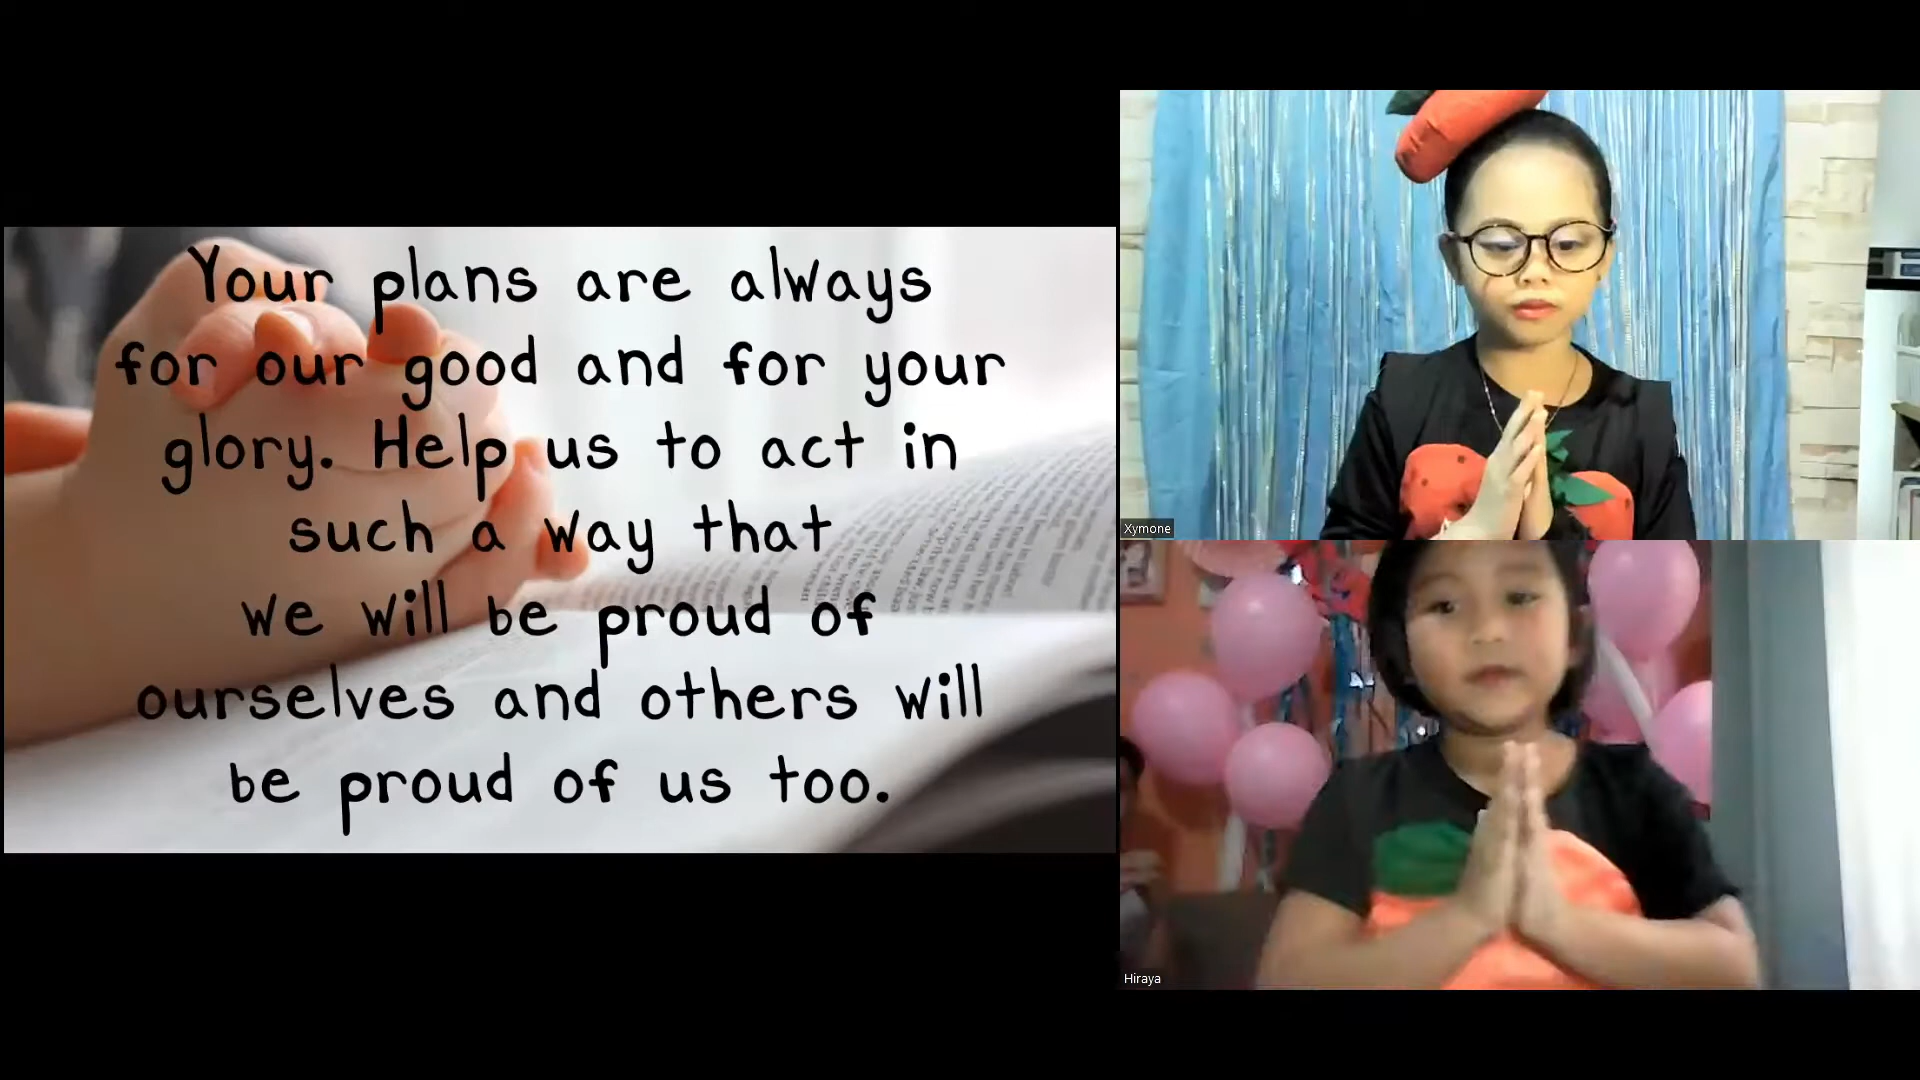 Your plans are always
for our good and for your
glory. Help us to act in
such a way that
we will be proud of
ourselves and others will
be proud of us too.
Xymone
Hiraya